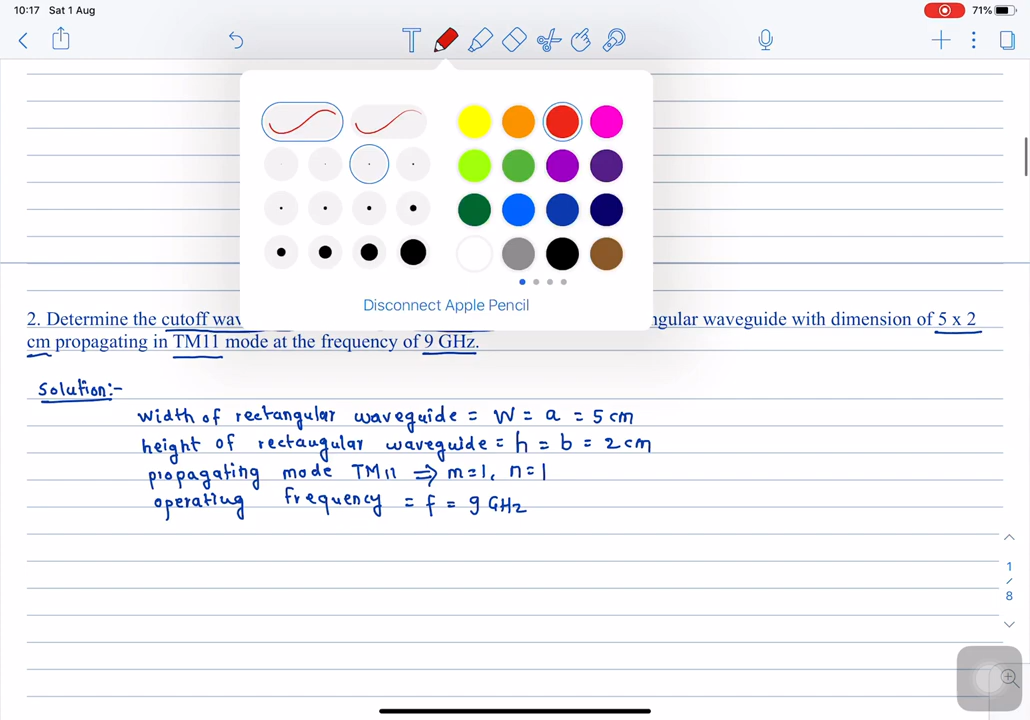 10:17 Sat 1 Aug 71%
T
Disconnect Apple Pencil
2. Determine the cutoff wav ngular waveguide with dimension of 5 x 2
cm propagating in TM11 mode at the frequency of 9 GHz.
Solution:-
width of rectangular waveguide = W = a = 5 cm
height of rectangular waveguide = h = b = 2 cm
propagating mode TM11 ⇒ m=1, n=1
operating frequency = f = 9 GHz
1
/
8